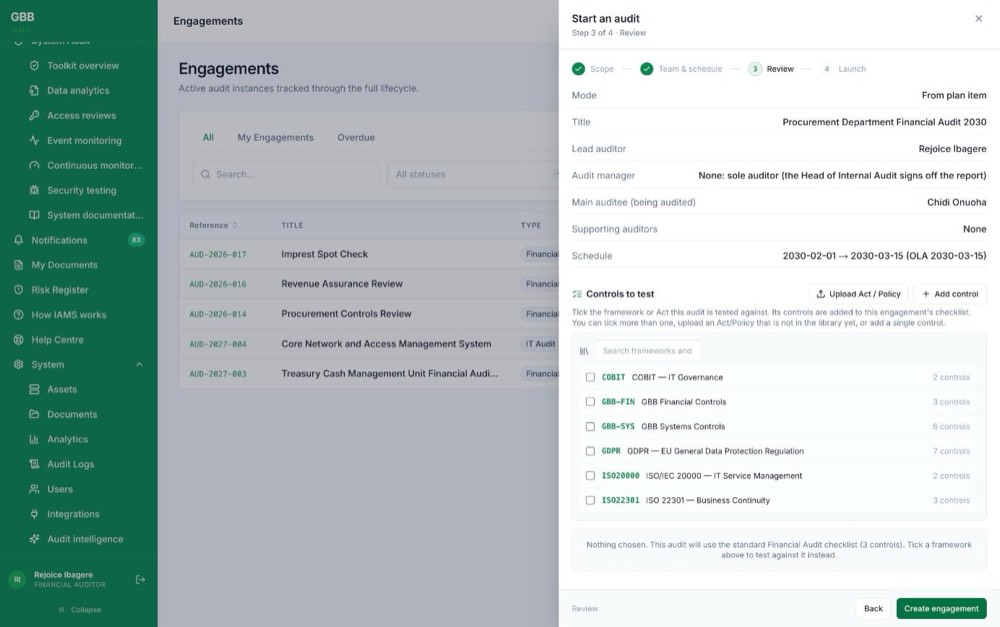 GBB
IAMS
System Audit
Toolkit overview
Data analytics
Access reviews
Event monitoring
Continuous monitor...
Security testing
System documentat...
Notifications 83
My Documents
Risk Register
How IAMS works
Help Centre
System
Assets
Documents
Analytics
Audit Logs
Users
Integrations
Audit intelligence
RI
Rejoice Ibagere
FINANCIAL AUDITOR
Collapse
Engagements
Engagements
Active audit instances tracked through the full lifecycle.
All My Engagements Overdue
Search... All statuses
Reference TITLE TYPE
AUD-2026-017 Imprest Spot Check Financia
AUD-2026-016 Revenue Assurance Review Financia
AUD-2026-014 Procurement Controls Review Financia
AUD-2027-004 Core Network and Access Management System IT Audit
AUD-2027-003 Treasury Cash Management Unit Financial Audi... Financia
Start an audit
Step 3 of 4 · Review
Scope Team & schedule 3 Review 4 Launch
Mode From plan item
Title Procurement Department Financial Audit 2030
Lead auditor Rejoice Ibagere
Audit manager None: sole auditor (the Head of Internal Audit signs off the report)
Main auditee (being audited) Chidi Onuoha
Supporting auditors None
Schedule 2030-02-01 → 2030-03-15 (OLA 2030-03-15)
Controls to test Upload Act / Policy + Add control
Tick the framework or Act this audit is tested against. Its controls are added to this engagement's checklist.
You can tick more than one, upload an Act/Policy that is not in the library yet, or add a single control.
Search frameworks and
COBIT COBIT — IT Governance 2 controls
GBB-FIN GBB Financial Controls 3 controls
GBB-SYS GBB Systems Controls 6 controls
GDPR GDPR — EU General Data Protection Regulation 7 controls
ISO20000 ISO/IEC 20000 — IT Service Management 2 controls
ISO22301 ISO 22301 — Business Continuity 3 controls
Nothing chosen. This audit will use the standard Financial Audit checklist (3 controls). Tick a framework
above to test against it instead.
Review Back Create engagement